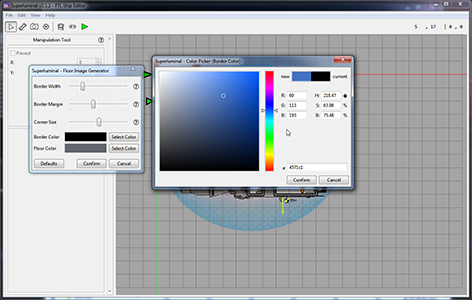 Superluminal v2.1.2 - FTL Ship Editor
File Edit View Help
5 , 17 | 0 , 0
Manipulation Tool
Pinned
X:
Y:
Superluminal - Floor Image Generator
Border Width
Border Margin
Corner Size
Border Color Select Color
Floor Color Select Color
Defaults Confirm Cancel
Superluminal - Color Picker (Border Color)
new current
R: 69 H: 218.47
G: 113 S: 63.08 %
B: 193 B: 75.48 %
# 4571c1
Confirm Cancel